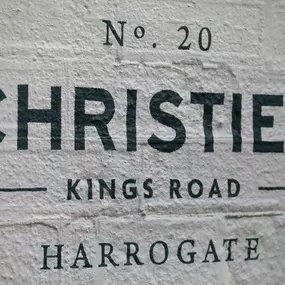 No. 20
CHRISTIE
KINGS ROAD
HARROGATE